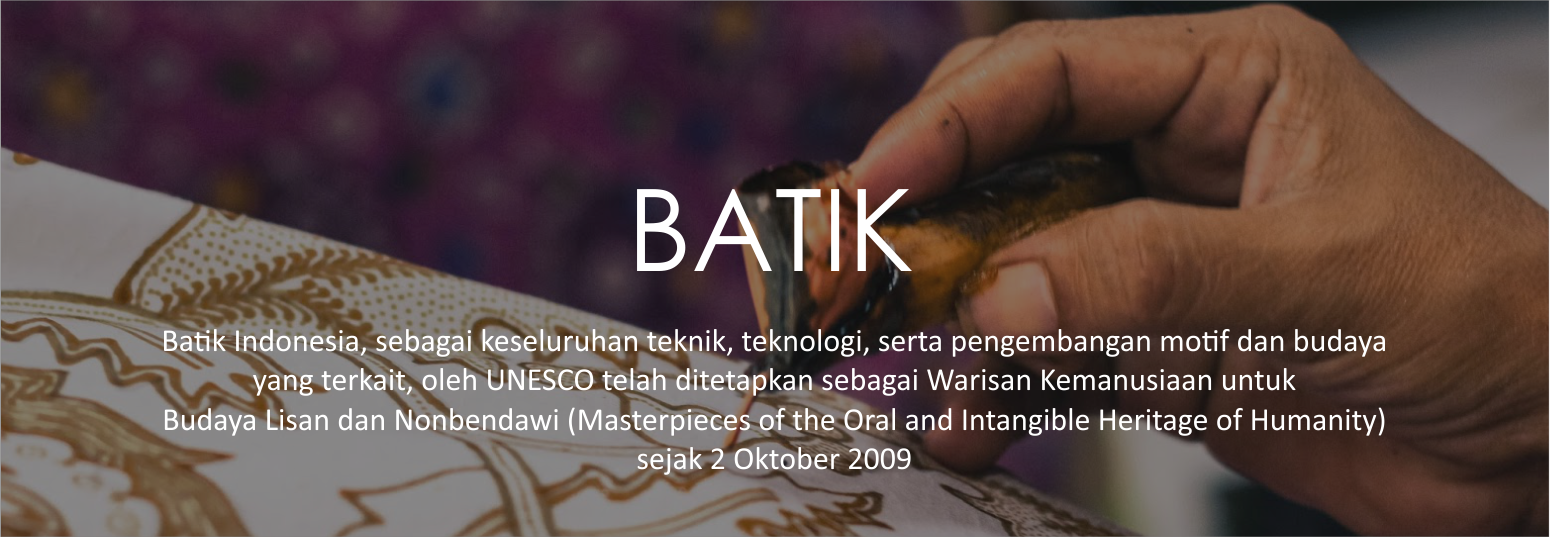 BATIK
Batik Indonesia, sebagai keseluruhan teknik, teknologi, serta pengembangan motif dan budaya
yang terkait, oleh UNESCO telah ditetapkan sebagai Warisan Kemanusiaan untuk
Budaya Lisan dan Nonbendawi (Masterpieces of the Oral and Intangible Heritage of Humanity)
sejak 2 Oktober 2009